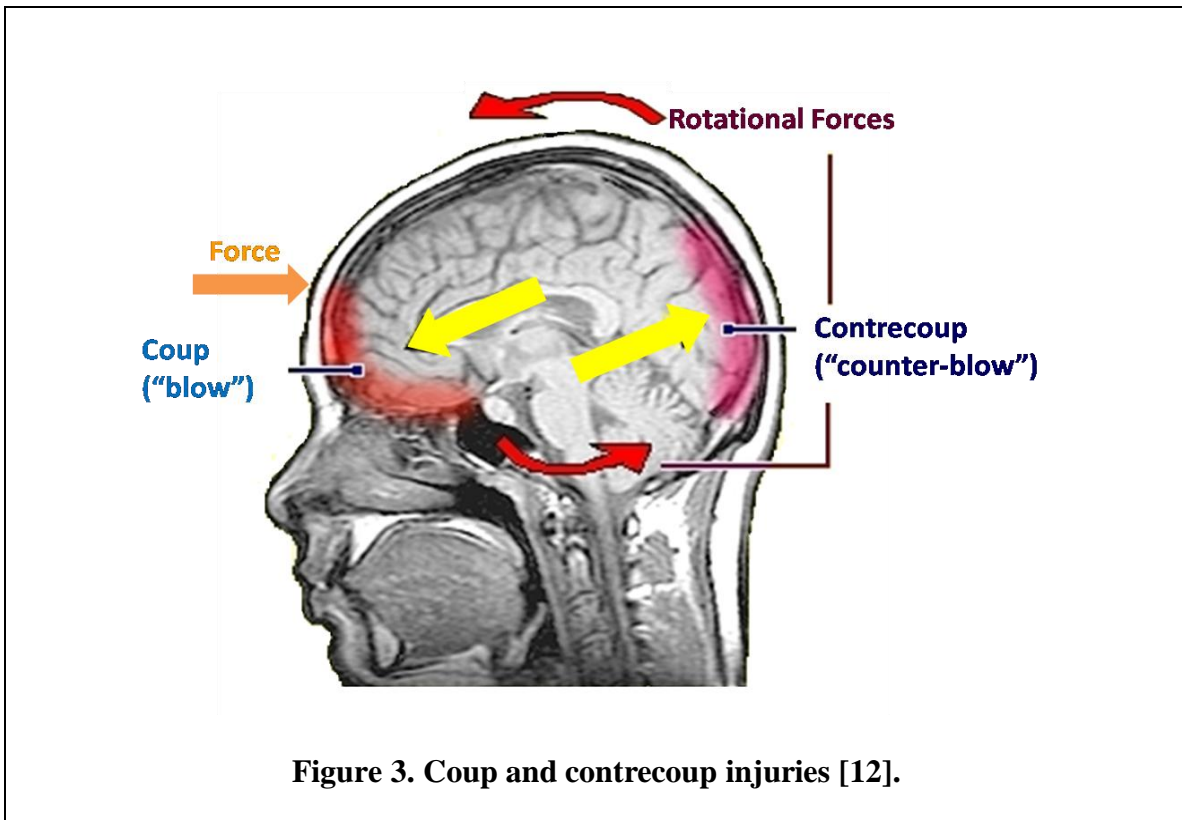 Rotational Forces
Force
Coup
(“blow”)
Contrecoup
(“counter-blow”)
Figure 3. Coup and contrecoup injuries [12].